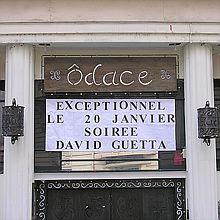 Ôdace
EXCEPTIONNEL
LE 20 JANVIER
SOIREE
DAVID GUETTA